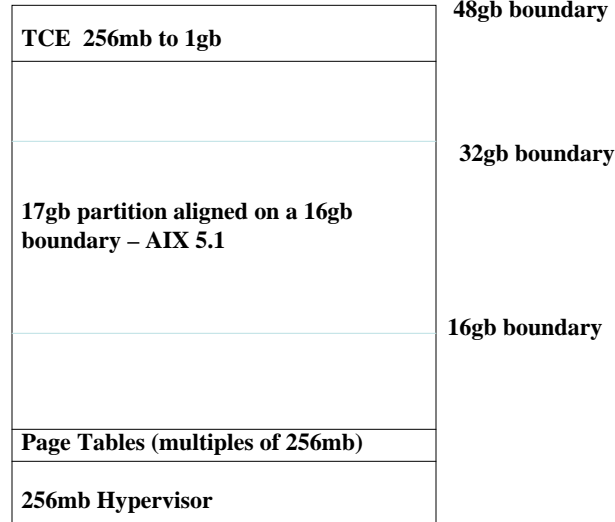 48gb boundary
TCE  256mb to 1gb
32gb boundary
17gb partition aligned on a 16gb
boundary – AIX 5.1
16gb boundary
Page Tables (multiples of 256mb)
256mb Hypervisor